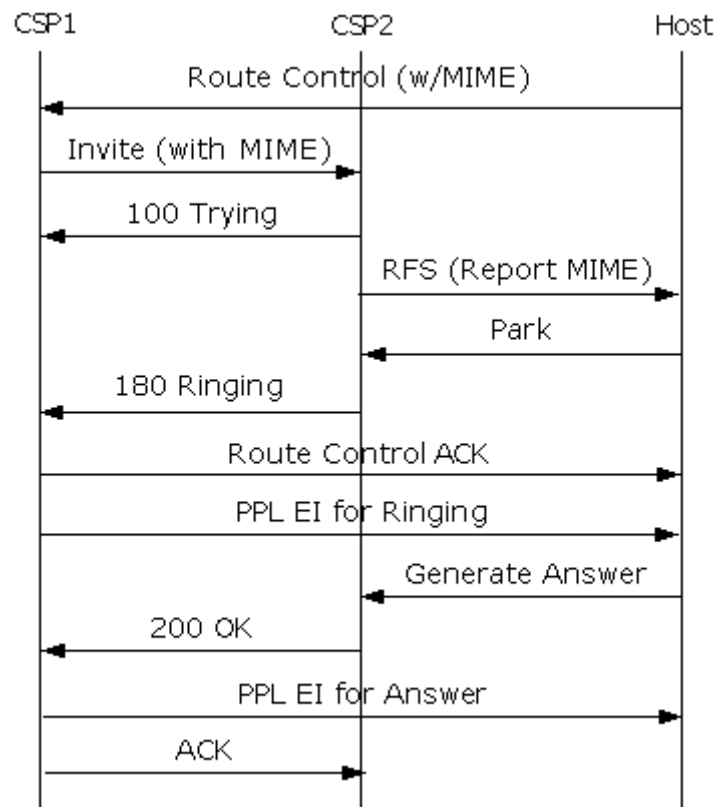 CSP1 CSP2 Host
Route Control (w/MIME)
Invite (with MIME)
100 Trying
RFS (Report MIME)
Park
180 Ringing
Route Control ACK
PPL EI for Ringing
Generate Answer
200 OK
PPL EI for Answer
ACK